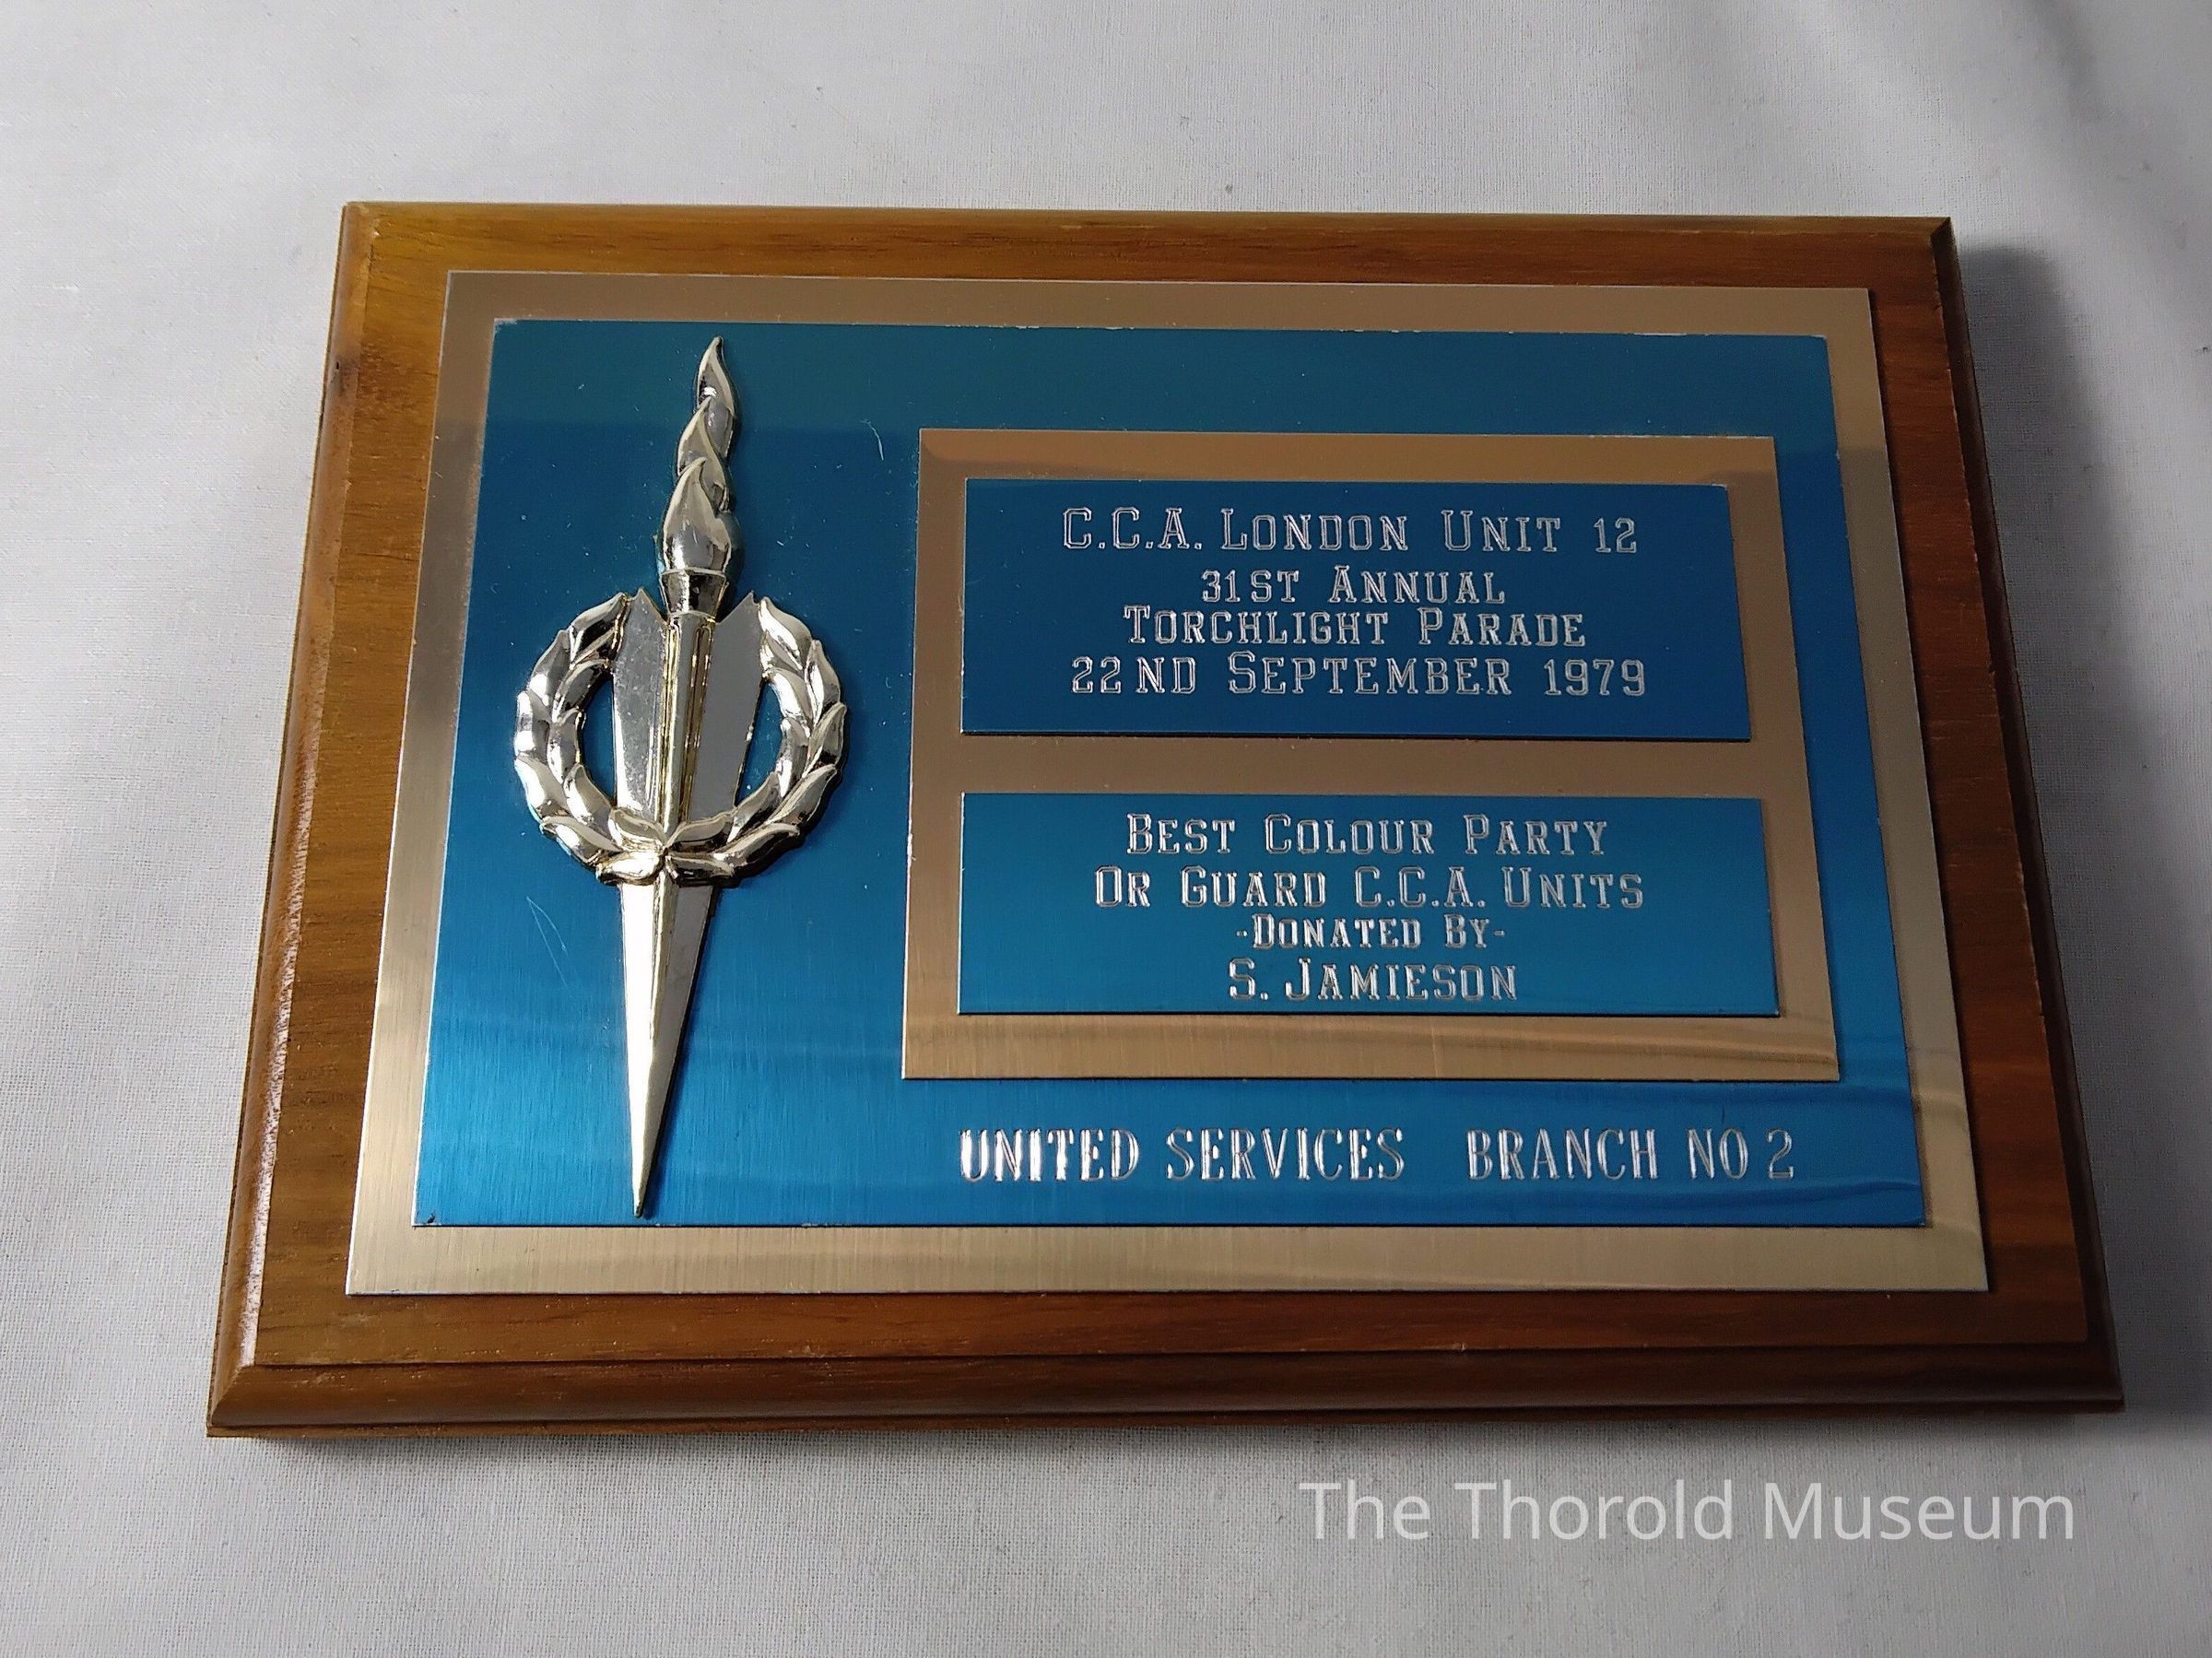 C.C.A. LONDON UNIT 12
31ST ANNUAL
TORCHLIGHT PARADE
22ND SEPTEMBER 1979
BEST COLOUR PARTY
OR GUARD C.C.A. UNITS
-DONATED BY-
S. JAMIESON
UNITED SERVICES BRANCH NO 2
The Thorold Museum